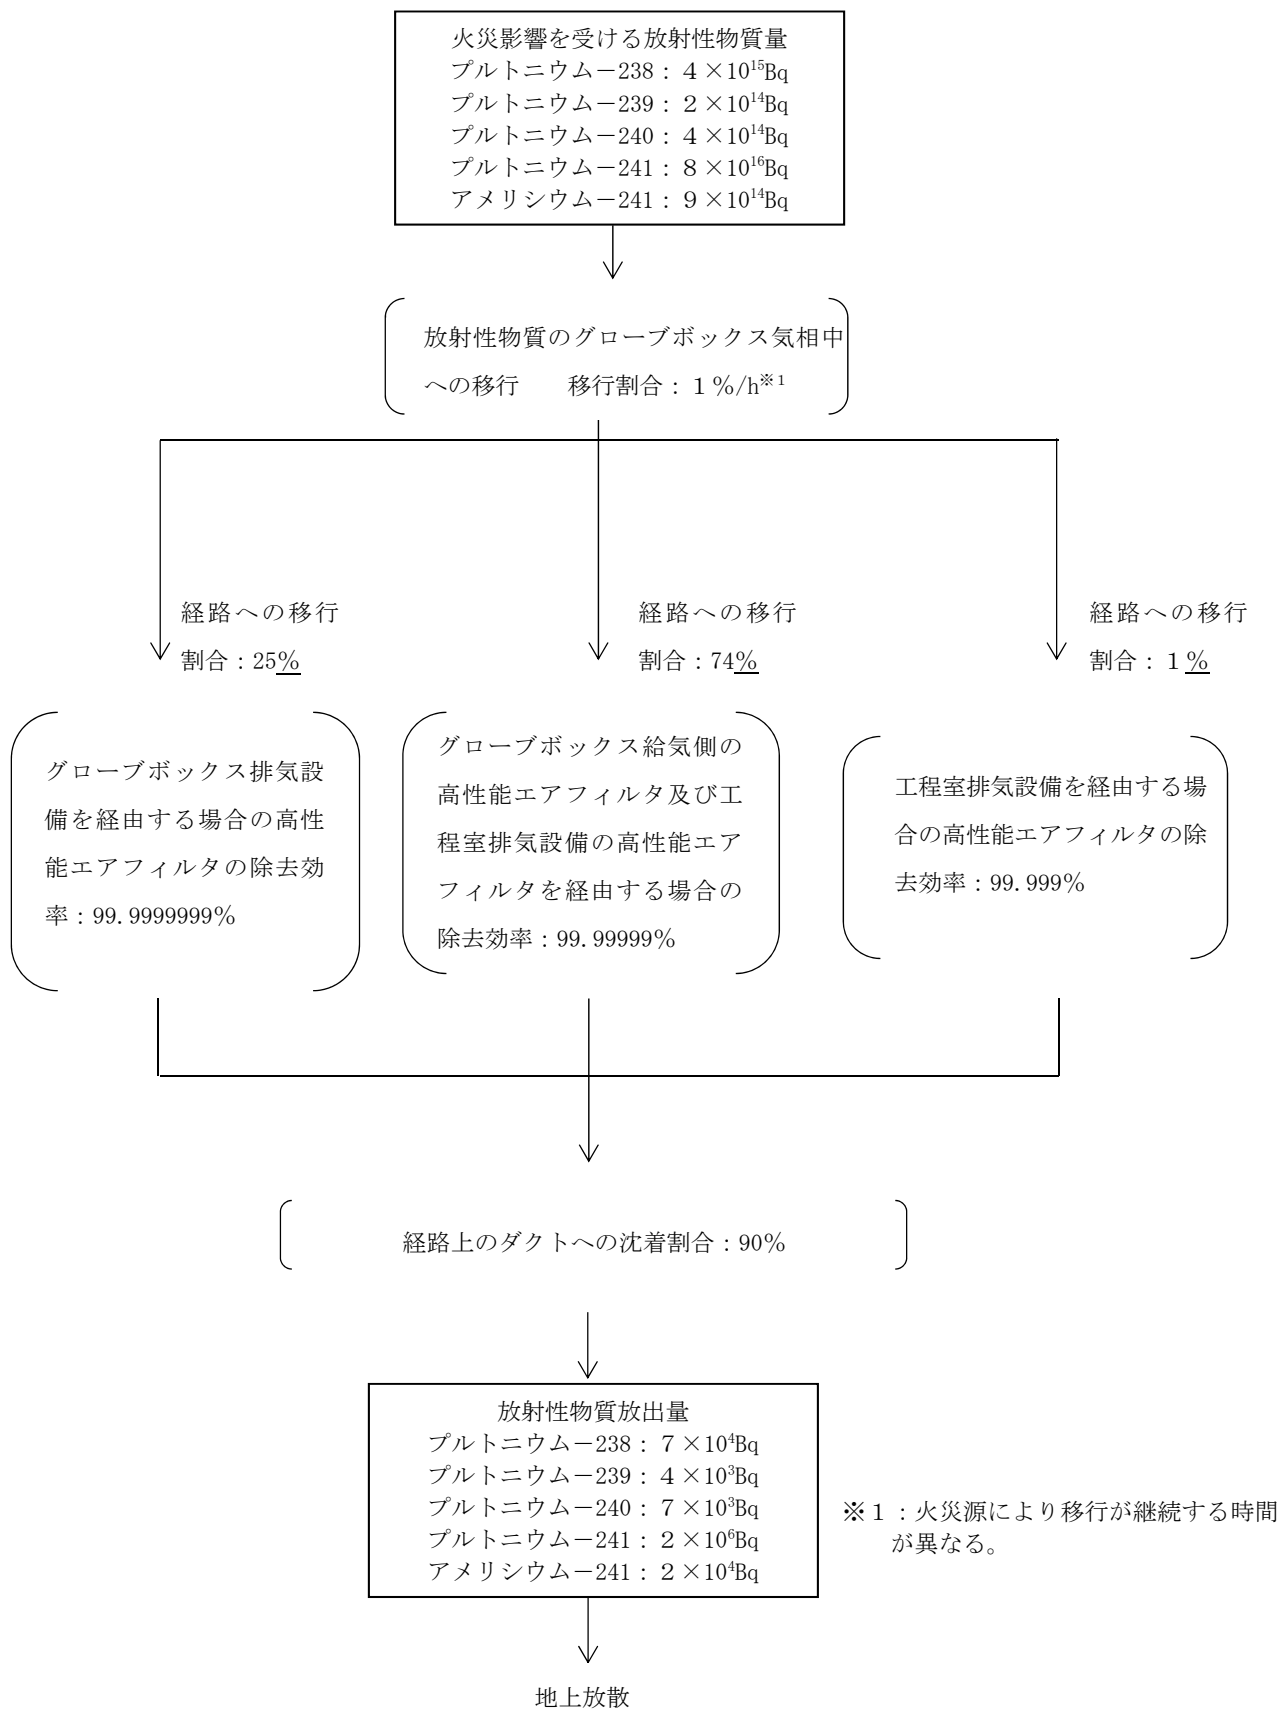 火災影響を受ける放射性物質量
プルトニウム－238：４×10¹⁵Bq
プルトニウム－239：２×10¹⁴Bq
プルトニウム－240：４×10¹⁴Bq
プルトニウム－241：８×10¹⁶Bq
アメリシウム－241：９×10¹⁴Bq
放射性物質のグローブボックス気相中
への移行　　移行割合：１％/h※１
経路への移行
割合：25％
経路への移行
割合：74％
経路への移行
割合：１％
グローブボックス排気設
備を経由する場合の高性
能エアフィルタの除去効
率：99.9999999％
グローブボックス給気側の
高性能エアフィルタ及び工
程室排気設備の高性能エア
フィルタを経由する場合の
除去効率：99.99999％
工程室排気設備を経由する場
合の高性能エアフィルタの除
去効率：99.999％
経路上のダクトへの沈着割合：90％
放射性物質放出量
プルトニウム－238：７×10⁴Bq
プルトニウム－239：４×10³Bq
プルトニウム－240：７×10³Bq
プルトニウム－241：２×10⁶Bq
アメリシウム－241：２×10⁴Bq
※１：火災源により移行が継続する時間
が異なる。
地上放散